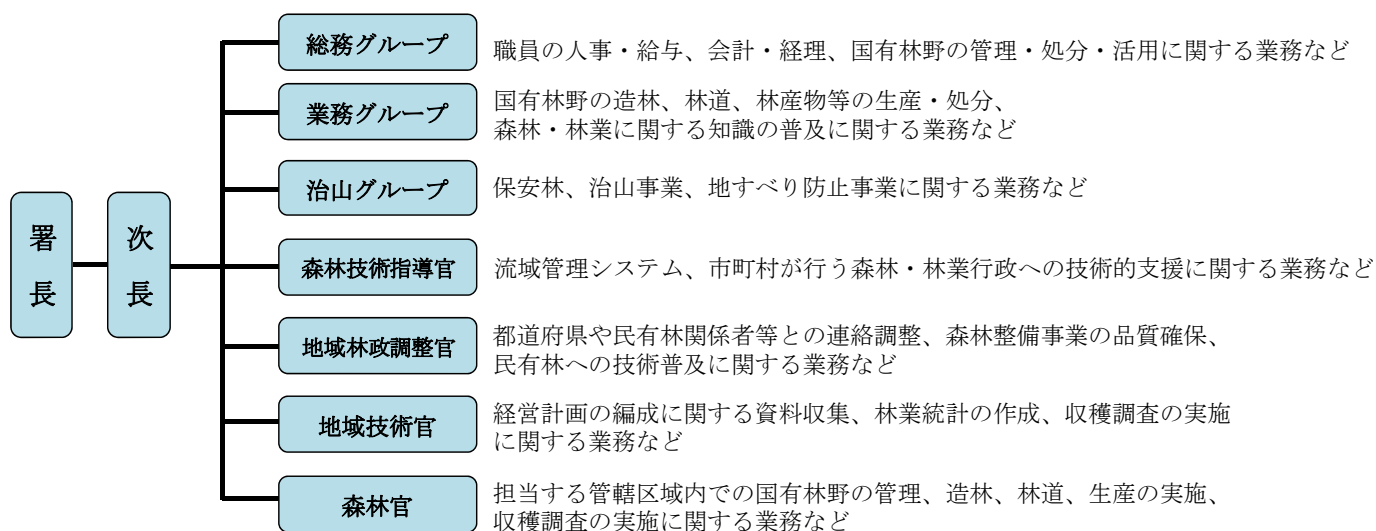 総務グループ
職員の人事・給与、会計・経理、国有林野の管理・処分・活用に関する業務など
業務グループ
国有林野の造林、林道、林産物等の生産・処分、
森林・林業に関する知識の普及に関する業務など
治山グループ
保安林、治山事業、地すべり防止事業に関する業務など
署長
次長
森林技術指導官
流域管理システム、市町村が行う森林・林業行政への技術的支援に関する業務など
地域林政調整官
都道府県や民有林関係者等との連絡調整、森林整備事業の品質確保、
民有林への技術普及に関する業務など
地域技術官
経営計画の編成に関する資料収集、林業統計の作成、収穫調査の実施
に関する業務など
森林官
担当する管轄区域内での国有林野の管理、造林、林道、生産の実施、
収穫調査の実施に関する業務など